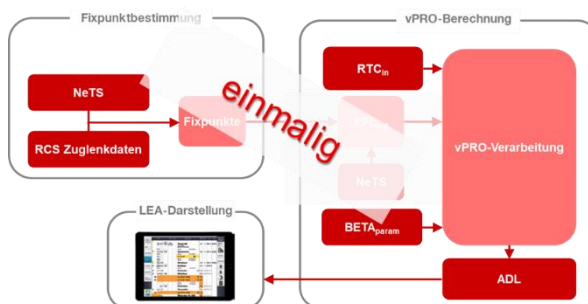 Fixpunktbestimmung
NeTS
RCS Zuglenkdaten
Fixpunkte
einmalig
vPRO-Berechnung
RTCin
NeTS
BETAparam
vPRO-Verarbeitung
ADL
LEA-Darstellung